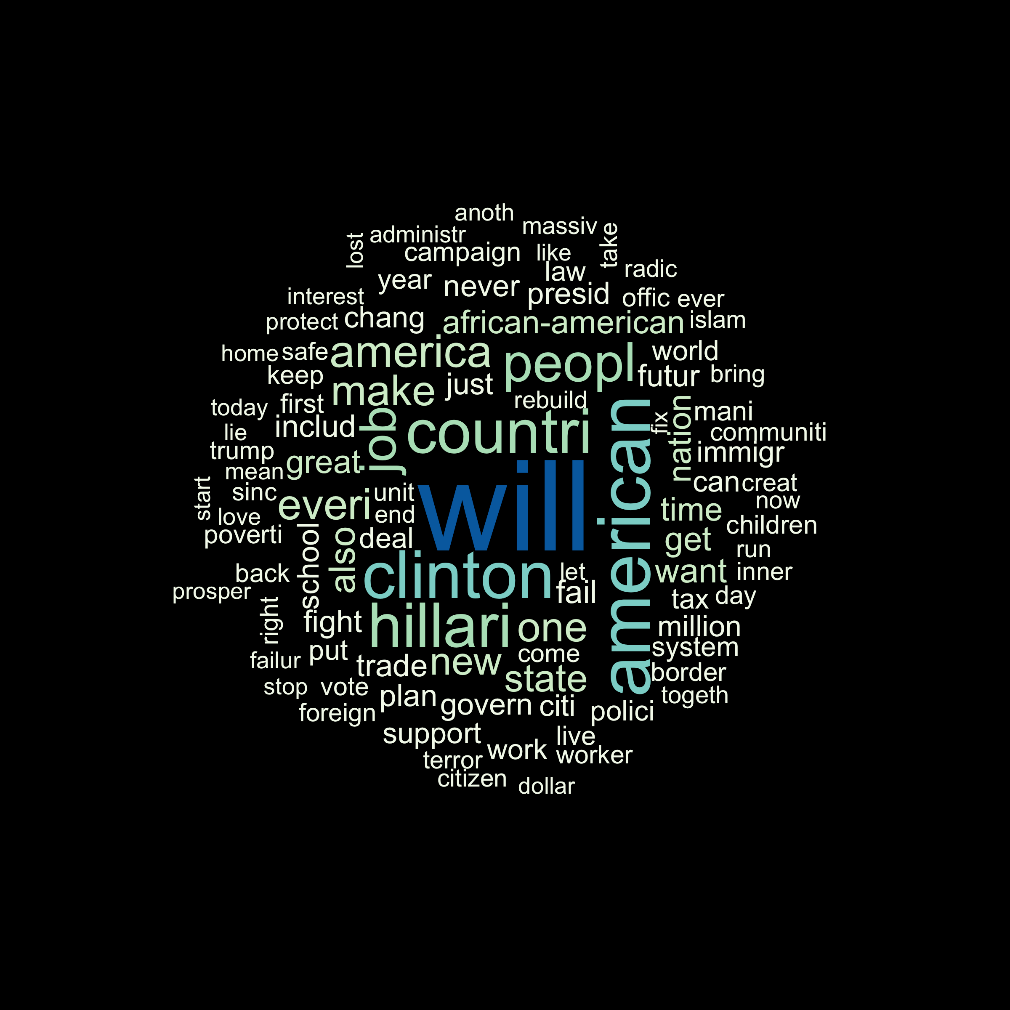 anoth
massiv
administr
lost
campaign
like
take
law
radic
year
never
presid
interest
offic
ever
protect
chang
african-american
islam
home
safe
america
peopl
world
keep
make
just
futur
bring
today
first
rebuild
fix
nation
mani
lie
includ
job
countri
american
communiti
trump
immigr
mean
great
start
sinc
everi
unit
will
can
creat
love
end
time
now
poverti
school
also
deal
get
children
run
back
clinton
let
want
inner
prosper
fail
tax
day
right
fight
hillari
one
million
put
come
system
failur
trade
new
state
border
stop
vote
plan
govern
citi
polici
togeth
foreign
support
work
live
terror
worker
citizen
dollar